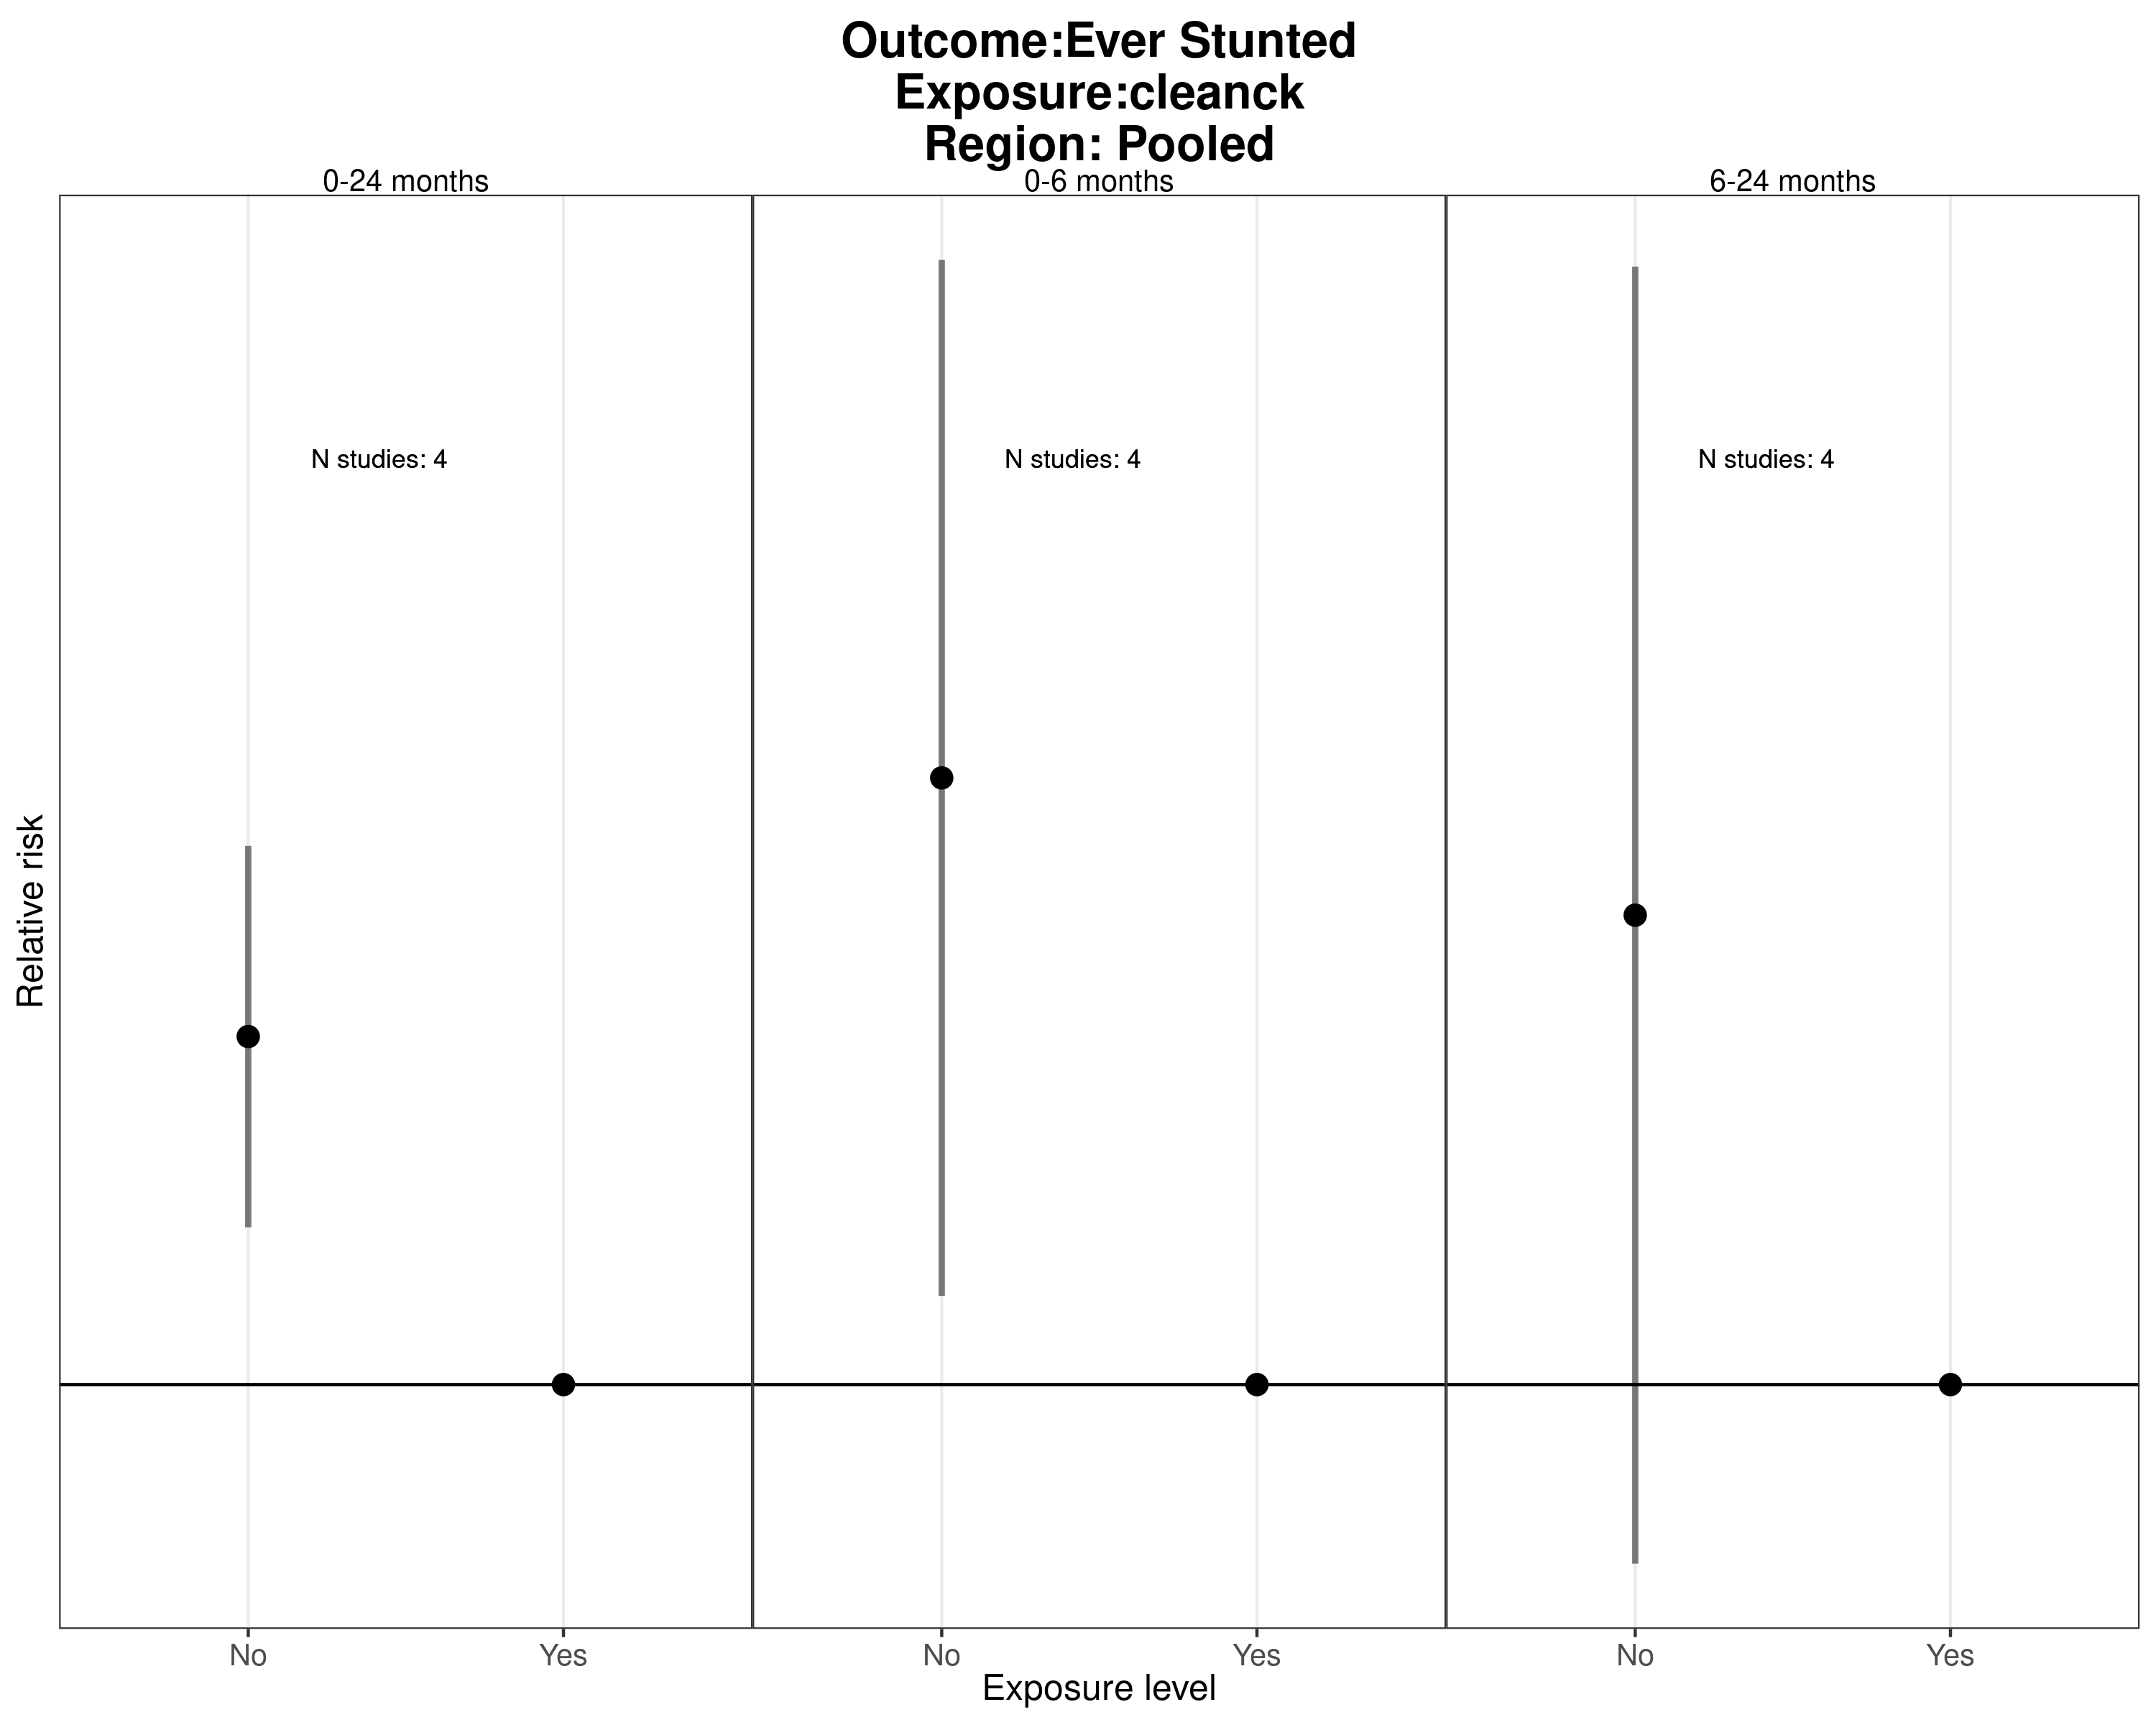 Outcome:Ever Stunted
Exposure:cleanck
Region: Pooled
0-24 months
0-6 months
6-24 months
N studies: 4
N studies: 4
N studies: 4
Relative risk
No
Yes
No
Yes
No
Yes
Exposure level